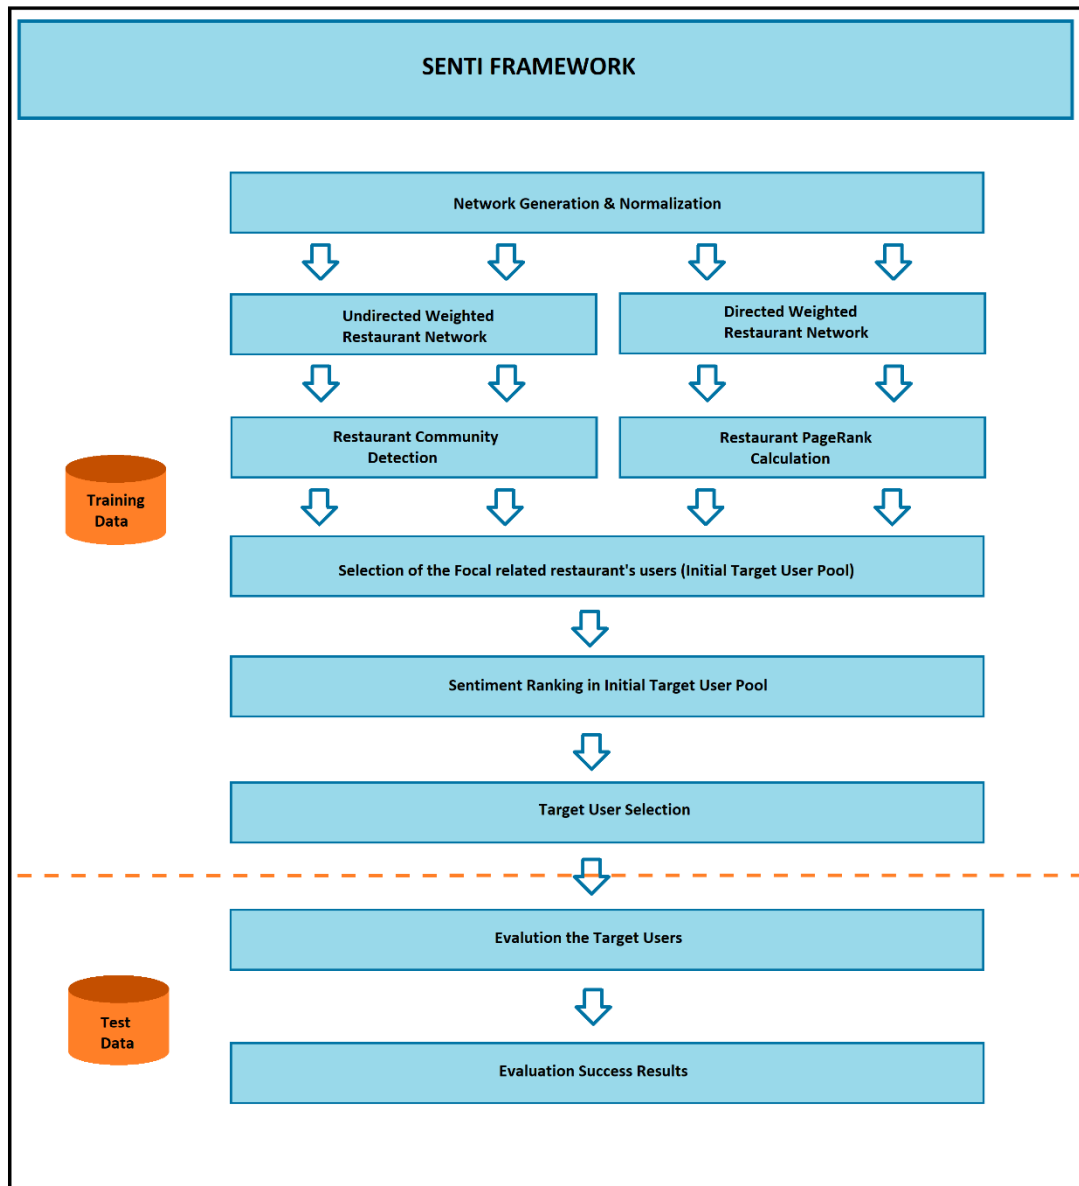 SENTI FRAMEWORK
Network Generation & Normalization
Undirected Weighted
Restaurant Network
Directed Weighted
Restaurant Network
Restaurant Community
Detection
Restaurant PageRank
Calculation
Training
Data
Selection of the Focal related restaurant's users (Initial Target User Pool)
Sentiment Ranking in Initial Target User Pool
Target User Selection
Evalution the Target Users
Test
Data
Evaluation Success Results